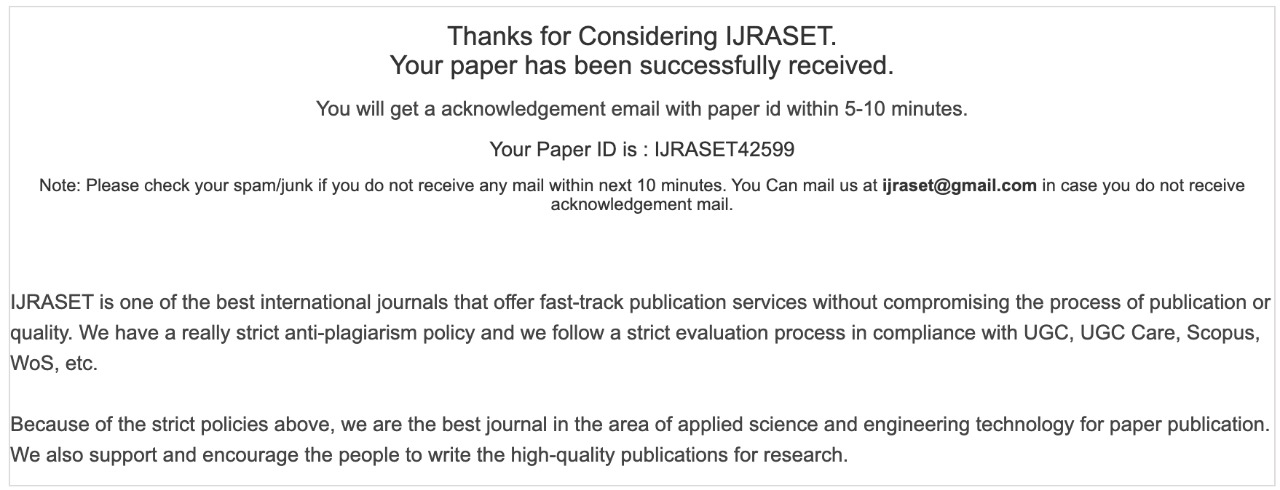 Thanks for Considering IJRASET.
Your paper has been successfully received.
You will get a acknowledgement email with paper id within 5-10 minutes.
Your Paper ID is : IJRASET42599
Note: Please check your spam/junk if you do not receive any mail within next 10 minutes. You Can mail us at ijraset@gmail.com in case you do not receive
acknowledgement mail.
IJRASET is one of the best international journals that offer fast-track publication services without compromising the process of publication or
quality. We have a really strict anti-plagiarism policy and we follow a strict evaluation process in compliance with UGC, UGC Care, Scopus,
WoS, etc.
Because of the strict policies above, we are the best journal in the area of applied science and engineering technology for paper publication.
We also support and encourage the people to write the high-quality publications for research.